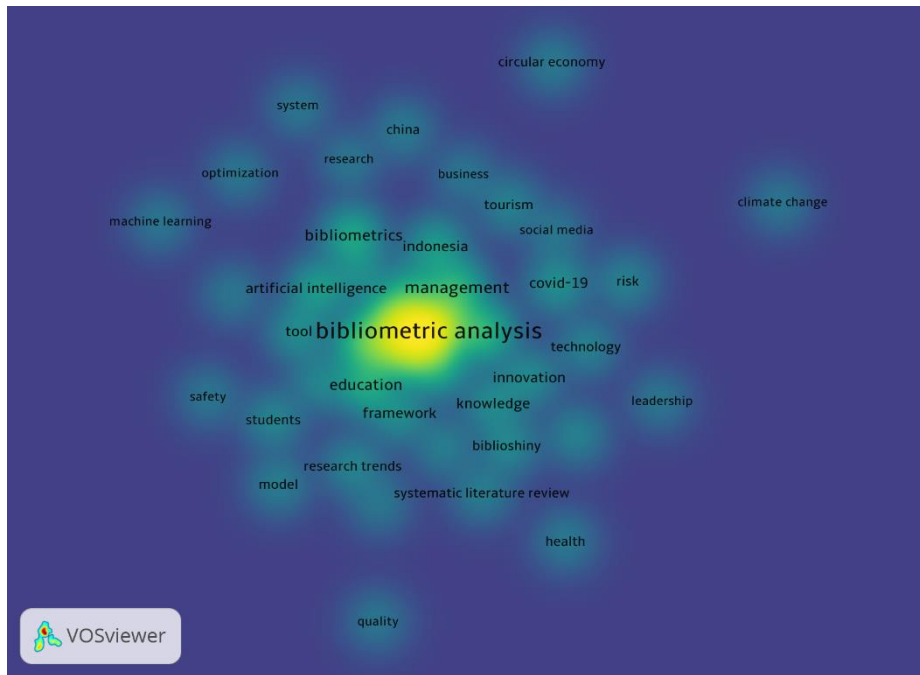 circular economy
system
china
research
business
optimization
climate change
tourism
machine learning
social media
bibliometrics
indonesia
covid-19
risk
artificial intelligence
management
tool
bibliometric analysis
technology
innovation
education
safety
leadership
knowledge
framework
students
biblioshiny
research trends
model
systematic literature review
health
quality
VOSviewer